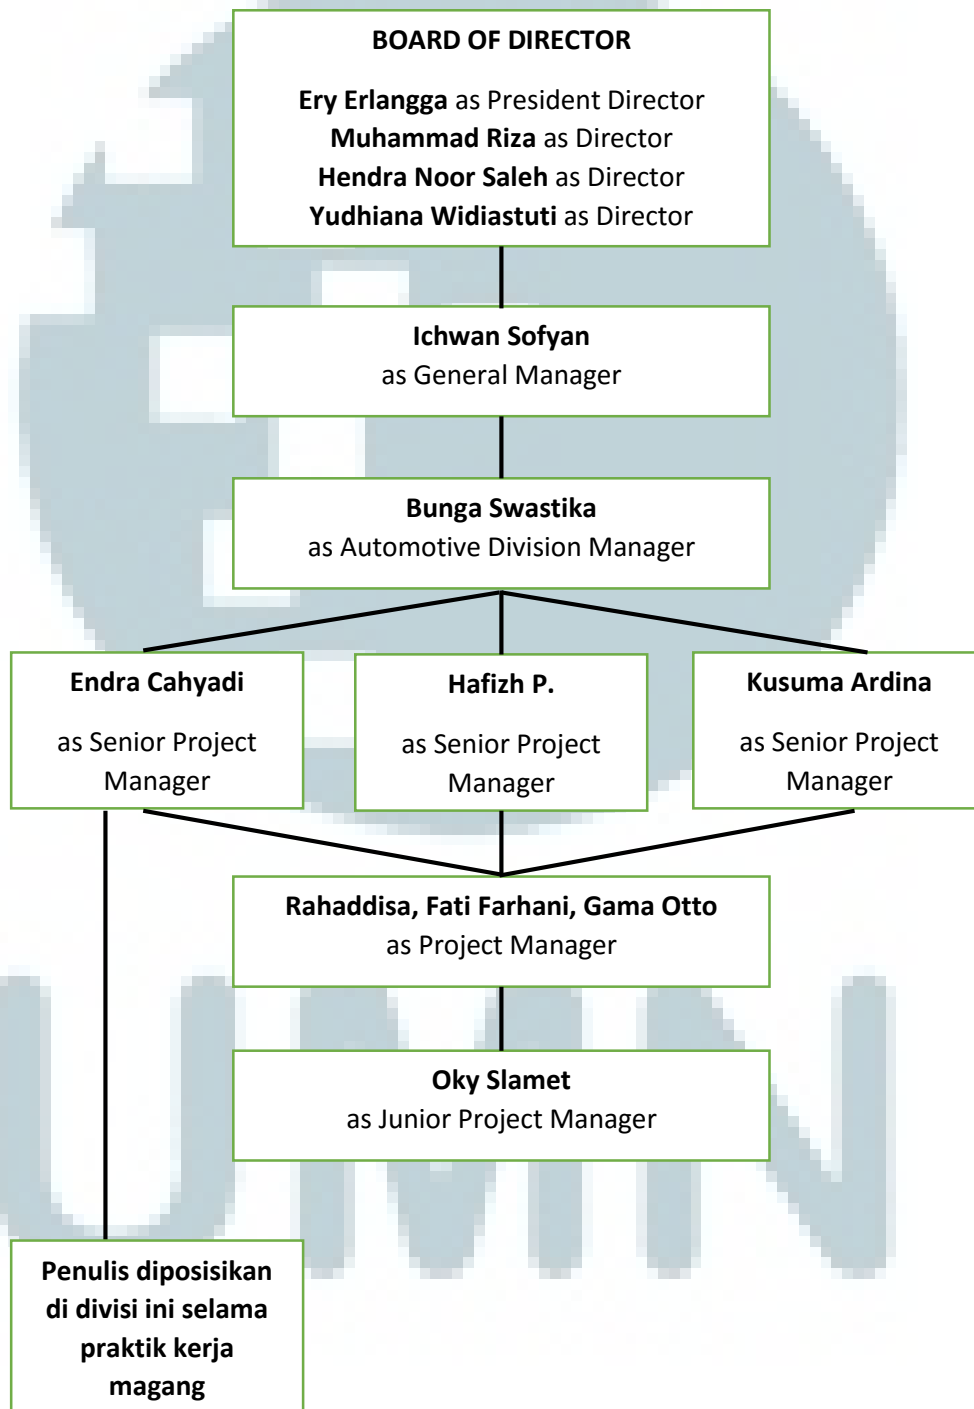 BOARD OF DIRECTOR
Ery Erlangga as President Director
Muhammad Riza as Director
Hendra Noor Saleh as Director
Yudhiana Widiastuti as Director
Ichwan Sofyan
as General Manager
Bunga Swastika
as Automotive Division Manager
Endra Cahyadi
as Senior Project
Manager
Hafizh P.
as Senior Project
Manager
Kusuma Ardina
as Senior Project
Manager
Rahaddisa, Fati Farhani, Gama Otto
as Project Manager
Oky Slamet
as Junior Project Manager
Penulis diposisikan
di divisi ini selama
praktik kerja
magang
UMN